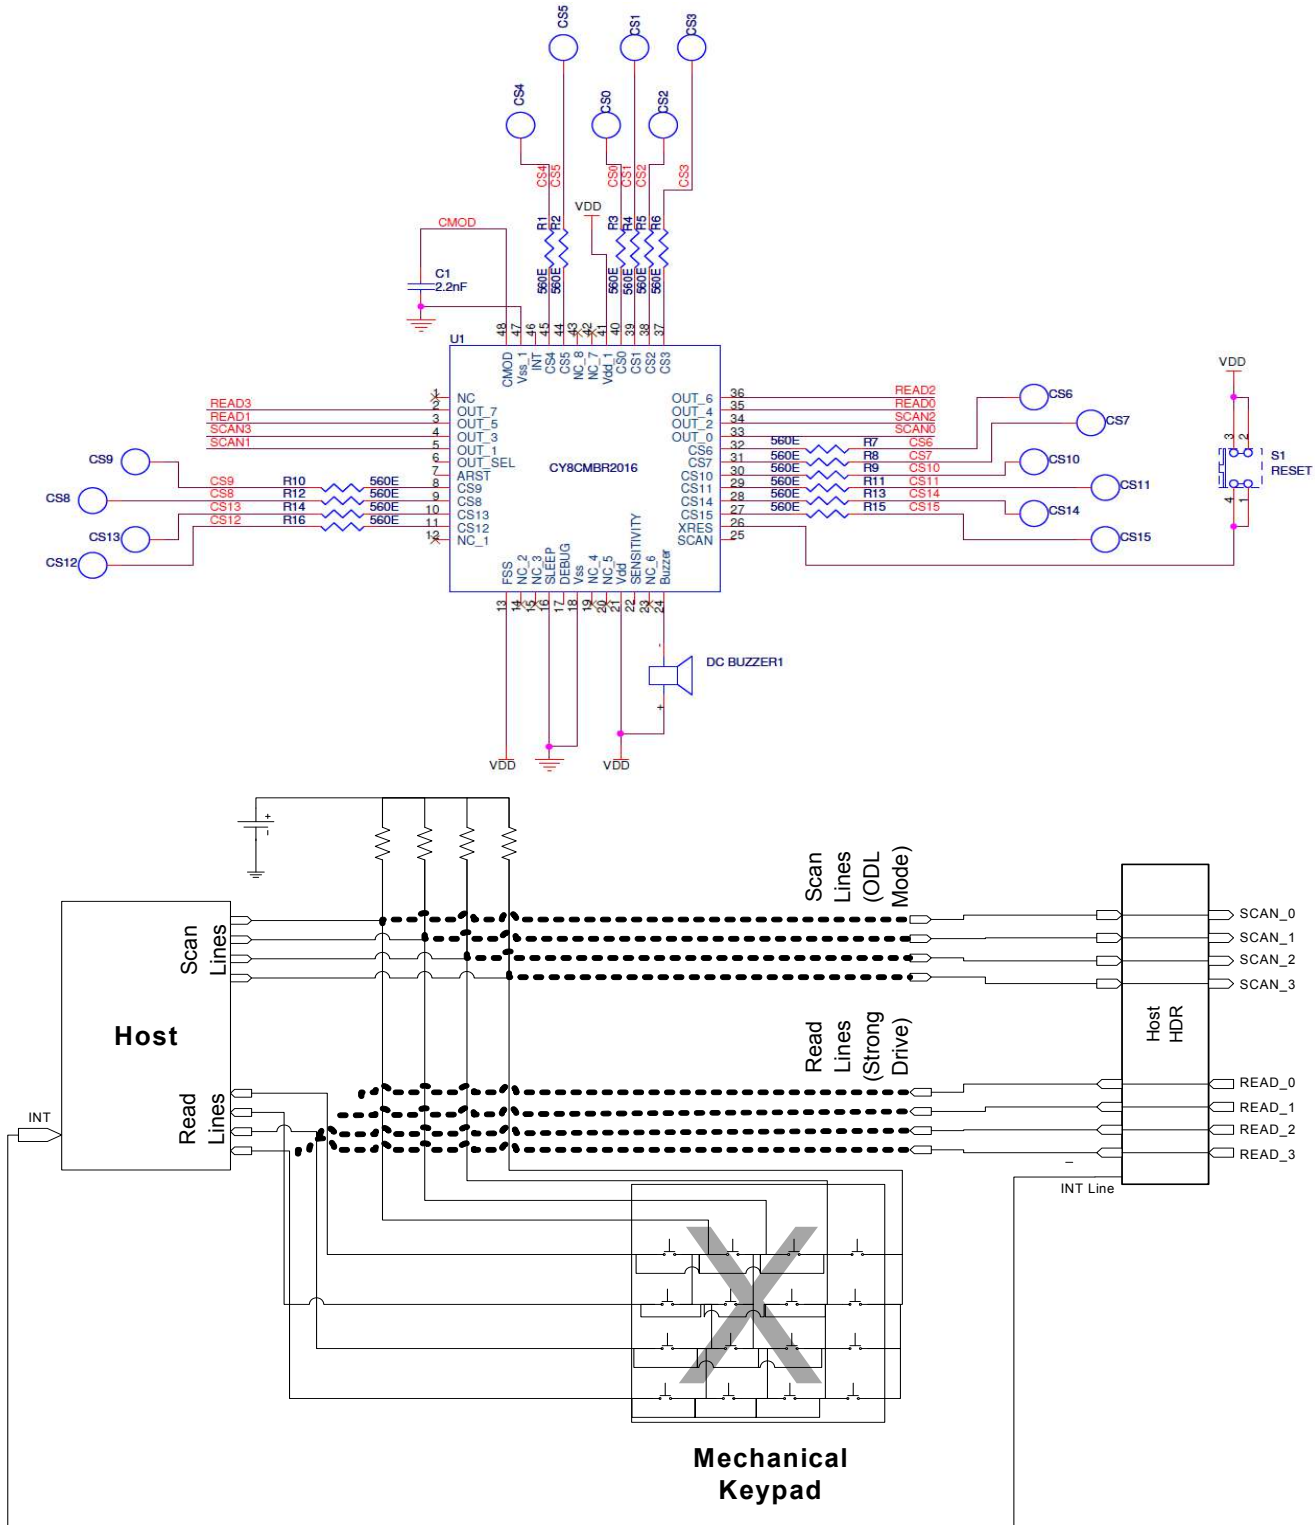 CS5
CS1
CS3
CS4
CS0
CS2
CS4
CS5
CS0
CS1
CS2
CS3
VDD
CMOD
R1
R2
R3
R4
R5
R6
560E
560E
560E
560E
560E
560E
C1
2.2nF
48
47
46
45
44
43
42
41
40
39
38
37
U1
CMOD
Vss_1
INT
CS4
CS5
NC_8
NC_7
Vdd_1
CS0
CS1
CS2
CS3
VDD
READ3
READ1
SCAN3
SCAN1
1 NC
2 OUT_7
3 OUT_5
4 OUT_3
5 OUT_1
6 OUT_SEL
7 ARST
8 CS9
9 CS8
10 CS13
11 CS12
12 NC_1
CS9
CS8
CS13
CS12
CS9 R10 560E
CS8 R12 560E
CS13 R14 560E
CS12 R16 560E
CY8CMBR2016
OUT_6 36 READ2
OUT_4 35 READ0
OUT_2 34 SCAN2
OUT_0 33 SCAN0
CS6 32 560E R7 CS6
CS7 31 560E R8 CS7
CS10 30 560E R9 CS10
CS11 29 560E R11 CS11
CS14 28 560E R13 CS14
CS15 27 560E R15 CS15
XRES 26
SCAN 25
CS6
CS7
CS10
CS11
CS14
CS15
3
2
S1
RESET
4
1
FSS
NC_2
NC_3
SLEEP
DEBUG
Vss
NC_4
NC_5
Vdd
SENSITIVITY
NC_6
Buzzer
13
14
15
16
17
18
19
20
21
22
23
24
-
DC BUZZER1
+
VDD
VDD
+
-
Scan
Lines
(ODL
Mode)
Scan
Lines
SCAN_0
SCAN_1
SCAN_2
SCAN_3
Host
Host
HDR
Read
Lines
(Strong
Drive)
Read
Lines
INT
READ_0
READ_1
READ_2
READ_3
INT Line
X
Mechanical
Keypad